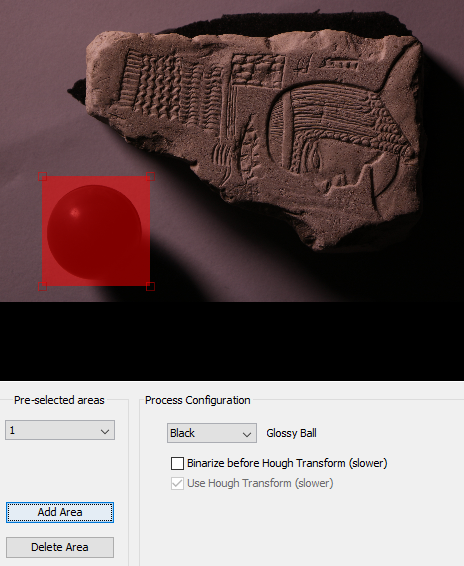 Pre-selected areas
Process Configuration
1
Black
Glossy Ball
Binarize before Hough Transform (slower)
Use Hough Transform (slower)
Add Area
Delete Area